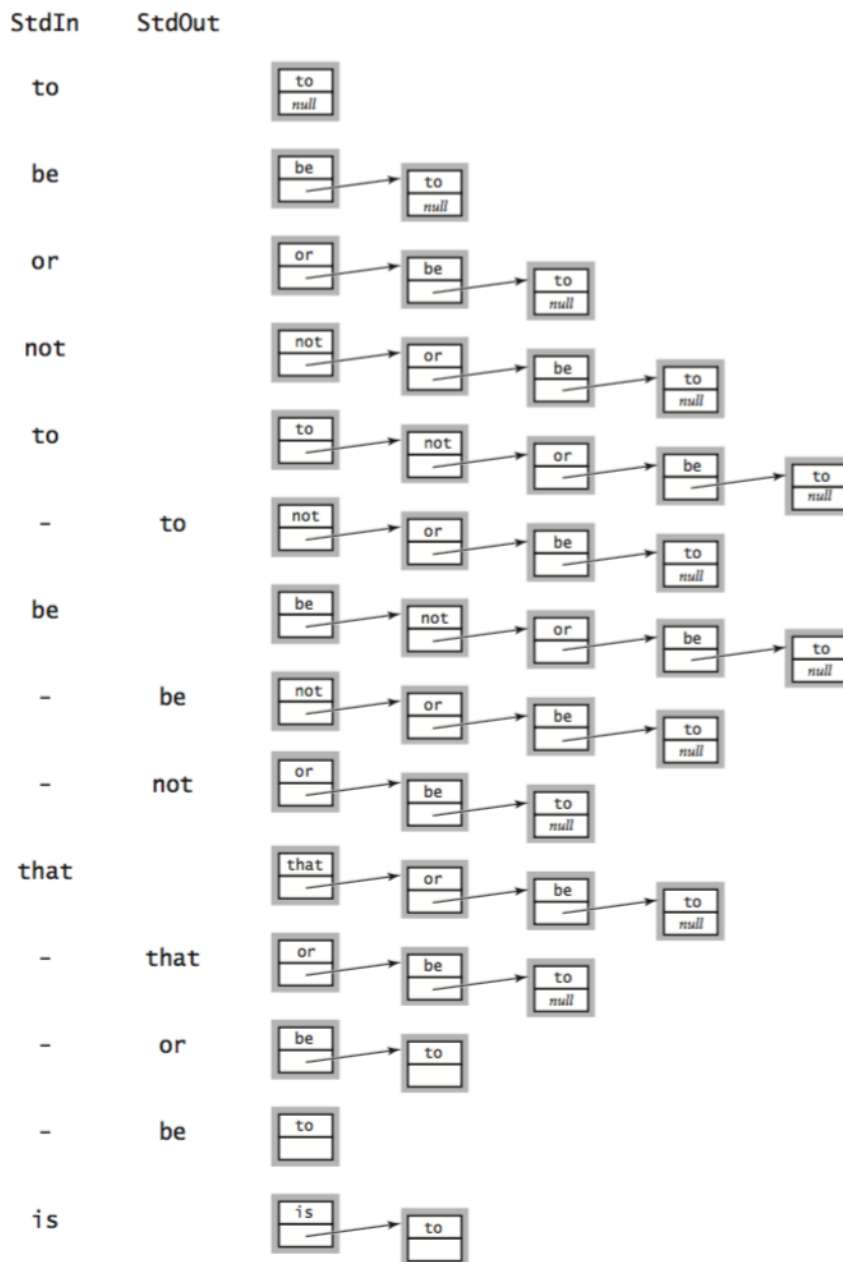 StdIn StdOut
to to
null
be be to
null
or or be to
null
not not or be to
null
to to not or be to
null
- to not or be to
null
be be not or be to
null
- be not or be to
null
- not or be to
null
that that or be to
null
- that or be to
null
- or be to
- be to
is is to